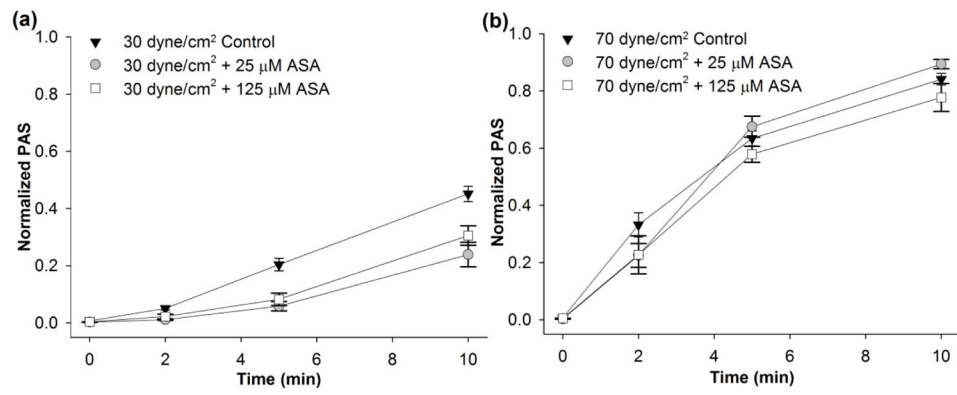 (a)
1.0
0.8
0.6
0.4
0.2
0.0
Normalized PAS
30 dyne/cm² Control
30 dyne/cm² + 25 μM ASA
30 dyne/cm² + 125 μM ASA
0 2 4 6 8 10
Time (min)
(b)
1.0
0.8
0.6
0.4
0.2
0.0
Normalized PAS
70 dyne/cm² Control
70 dyne/cm² + 25 μM ASA
70 dyne/cm² + 125 μM ASA
0 2 4 6 8 10
Time (min)